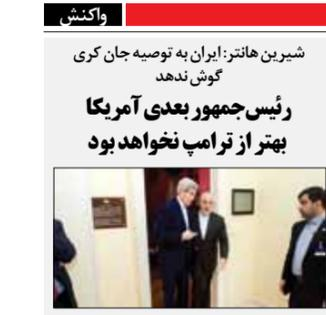 واکنش
شیرین هانتر: ایران به توصیه جان کری
گوش ندهد
رئیس‌جمهور بعدی آمریکا
بهتر از ترامپ نخواهد بود